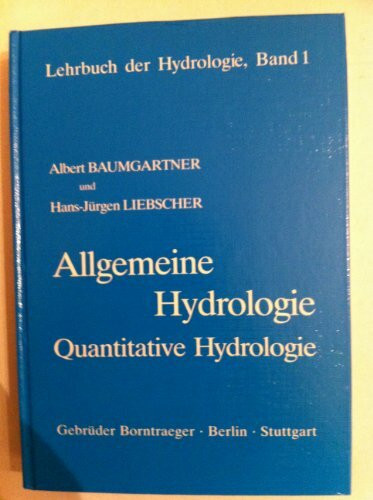 Lehrbuch der Hydrologie, Band 1
Albert BAUMGARTNER
und
Hans-Jürgen LIEBSCHER
Allgemeine
Hydrologie
Quantitative Hydrologie
Gebrüder Borntraeger · Berlin · Stuttgart